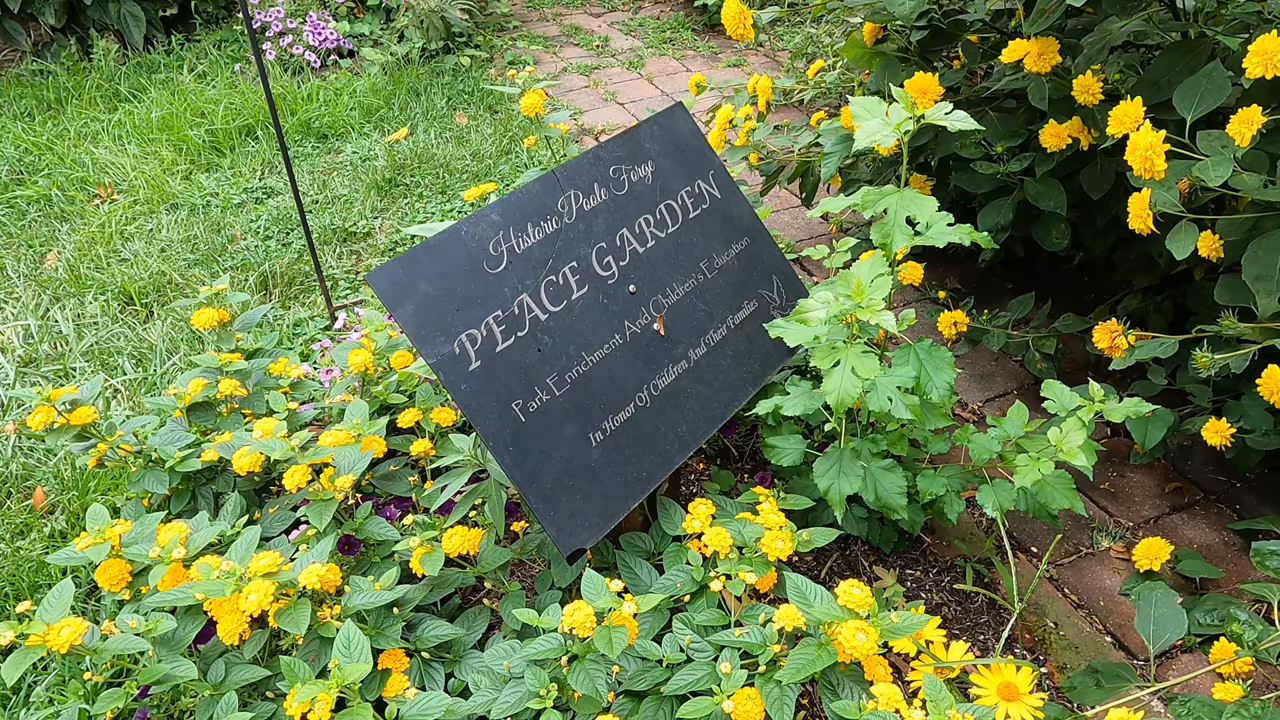 Historic Poole Forge
PEACE GARDEN
Park Enrichment And Children's Education
In Honor Of Children And Their Families